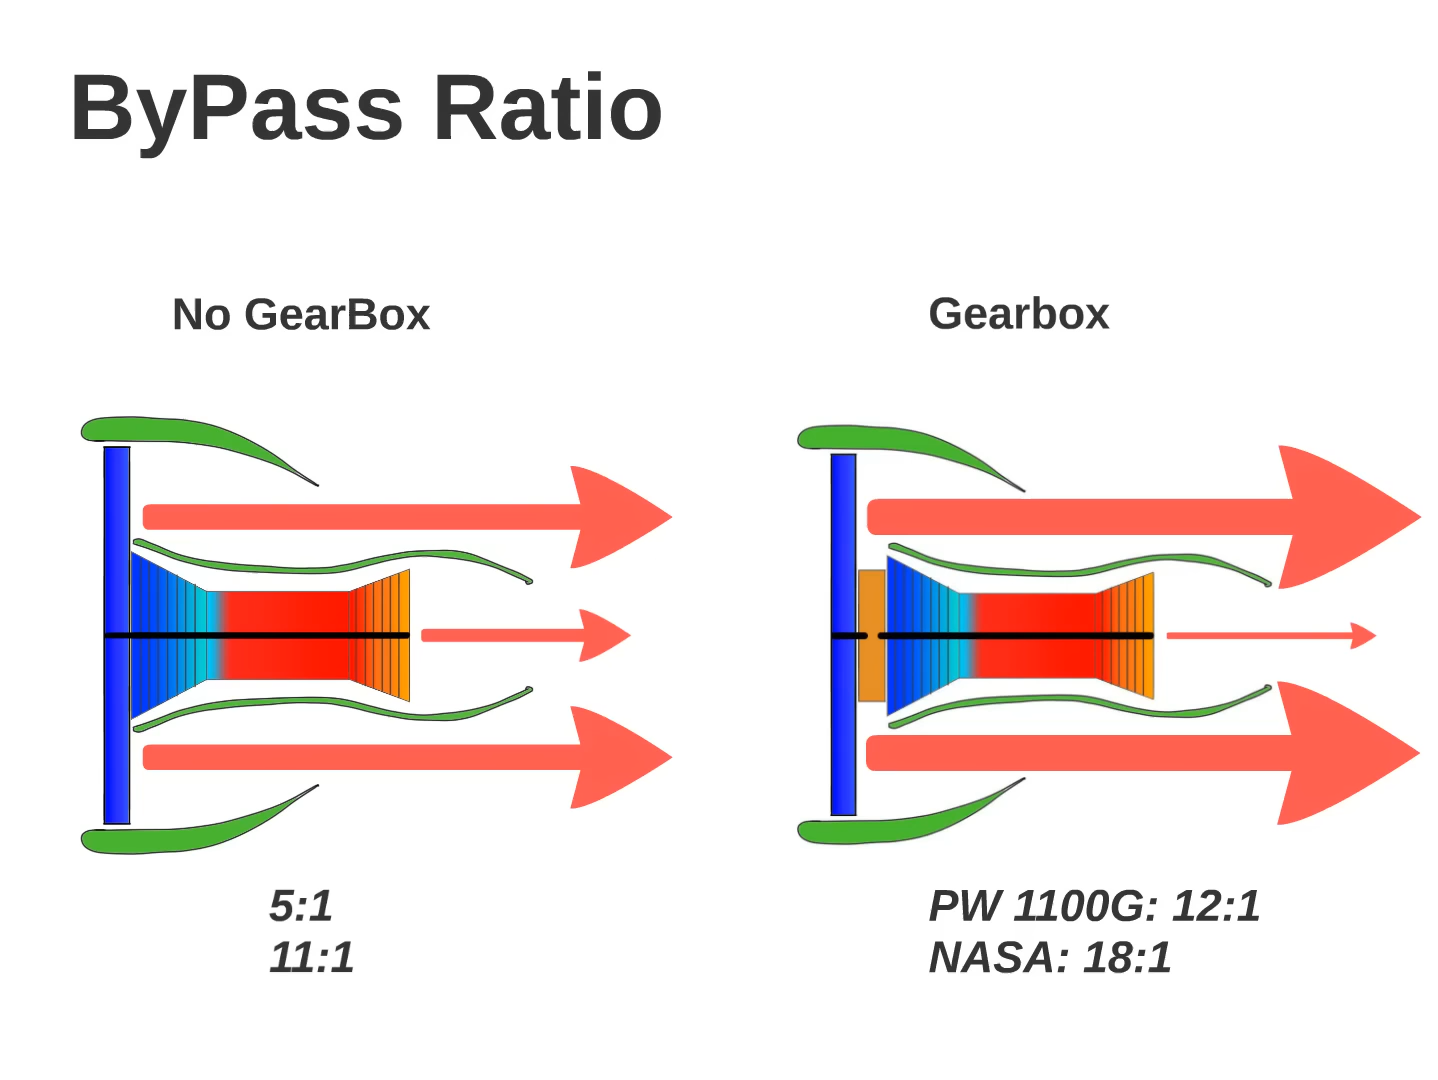 ByPass Ratio
No GearBox
Gearbox
5:1
11:1
PW 1100G: 12:1
NASA: 18:1